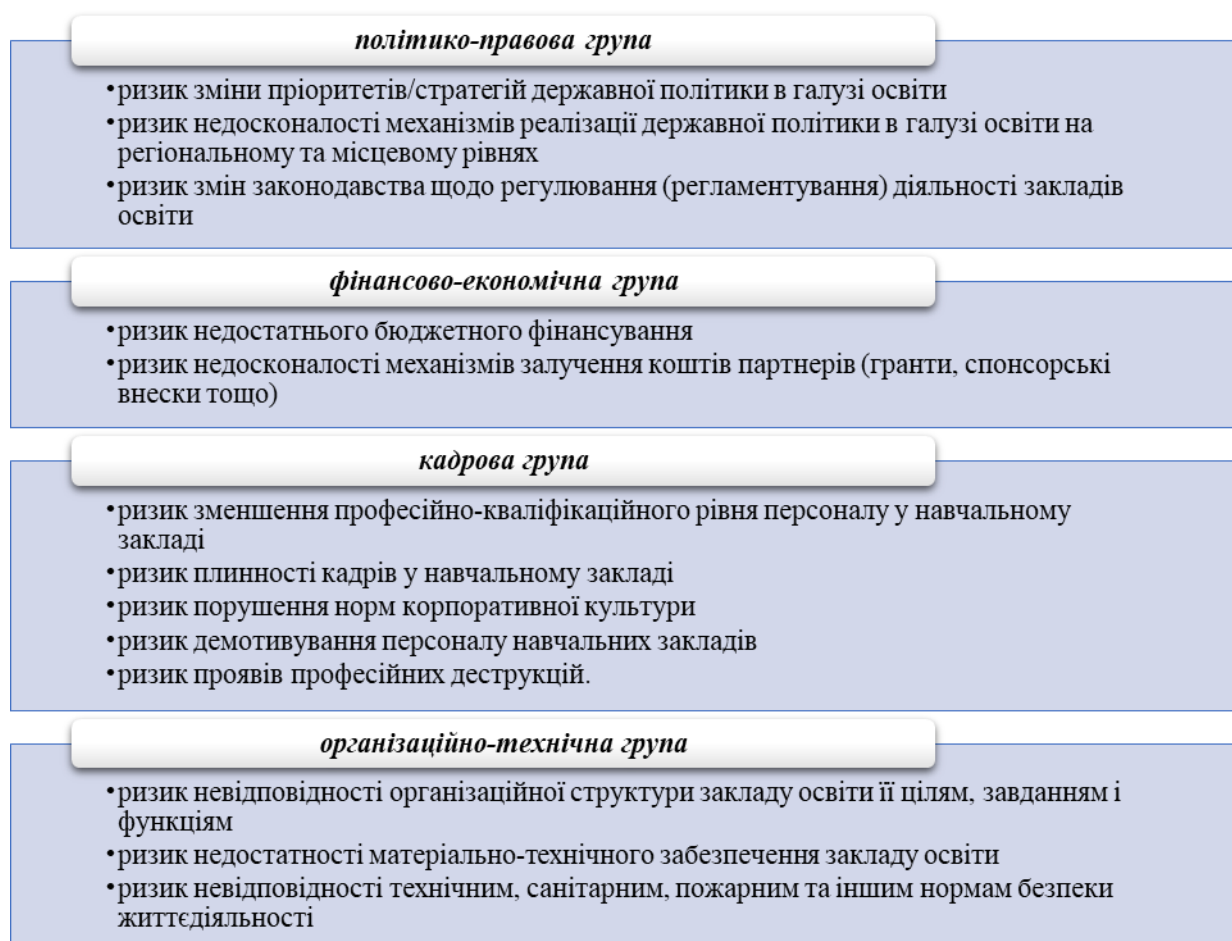 політико-правова група
•ризик зміни пріоритетів/стратегій державної політики в галузі освіти
•ризик недосконалості механізмів реалізації державної політики в галузі освіти на
регіональному та місцевому рівнях
•ризик змін законодавства щодо регулювання (регламентування) діяльності закладів
освіти
фінансово-економічна група
•ризик недостатнього бюджетного фінансування
•ризик недосконалості механізмів залучення коштів партнерів (гранти, спонсорські
внески тощо)
кадрова група
•ризик зменшення професійно-кваліфікаційного рівня персоналу у навчальному
закладі
•ризик плинності кадрів у навчальному закладі
•ризик порушення норм корпоративної культури
•ризик демотивування персоналу навчальних закладів
•ризик проявів професійних деструкцій.
організаційно-технічна група
•ризик невідповідності організаційної структури закладу освіти її цілям, завданням і
функціям
•ризик недостатності матеріально-технічного забезпечення закладу освіти
•ризик невідповідності технічним, санітарним, пожарним та іншим нормам безпеки
життєдіяльності